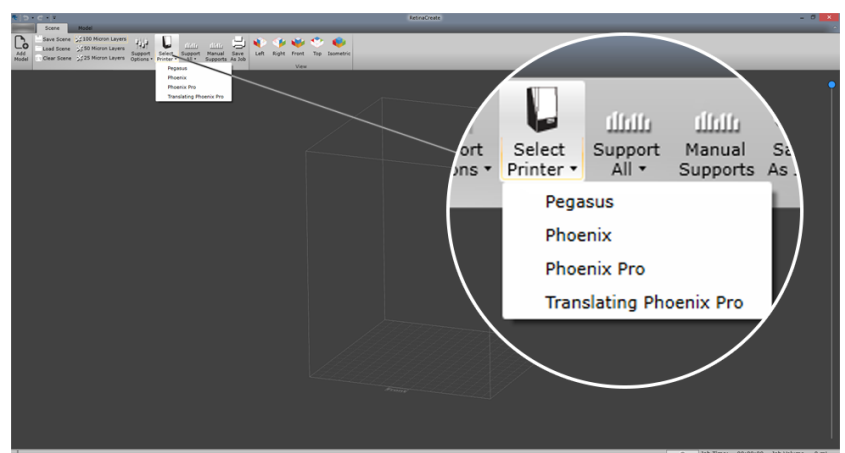 RetinaCreate
Scene Model
Add Model
Save Scene
Load Scene
Clear Scene
100 Micron Layers
50 Micron Layers
25 Micron Layers
Support Options
Select Printer
Support All
Manual Supports
Save As Job
Left Right Front Top Isometric
View
Pegasus
Phoenix
Phoenix Pro
Translating Phoenix Pro
ort
ons
Select
Printer
Support
All
Manual
Supports
Sa
As
Pegasus
Phoenix
Phoenix Pro
Translating Phoenix Pro